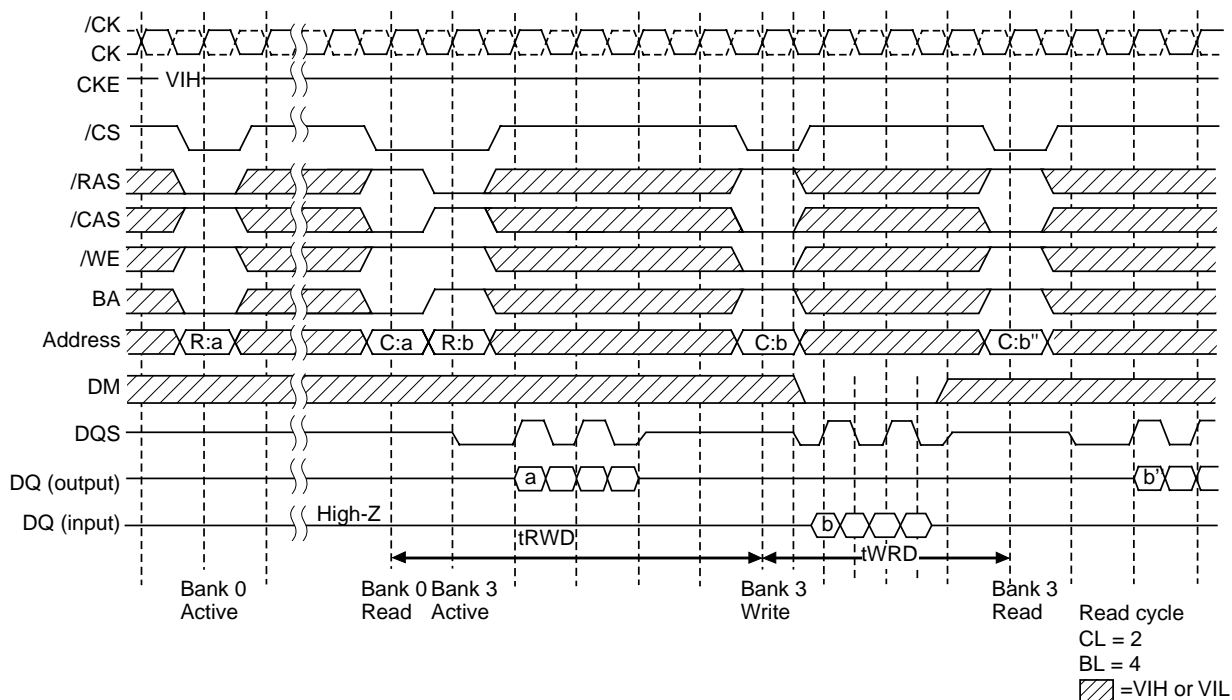 /CK
CK
CKE VIH
/CS
/RAS
/CAS
/WE
BA
Address R:a C:a R:b C:b C:b"
DM
DQS
DQ (output) a b'
DQ (input) High-Z b
tRWD tWRD
Bank 0 Active
Bank 0 Read
Bank 3 Active
Bank 3 Write
Bank 3 Read
Read cycle
CL = 2
BL = 4
=VIH or VIL